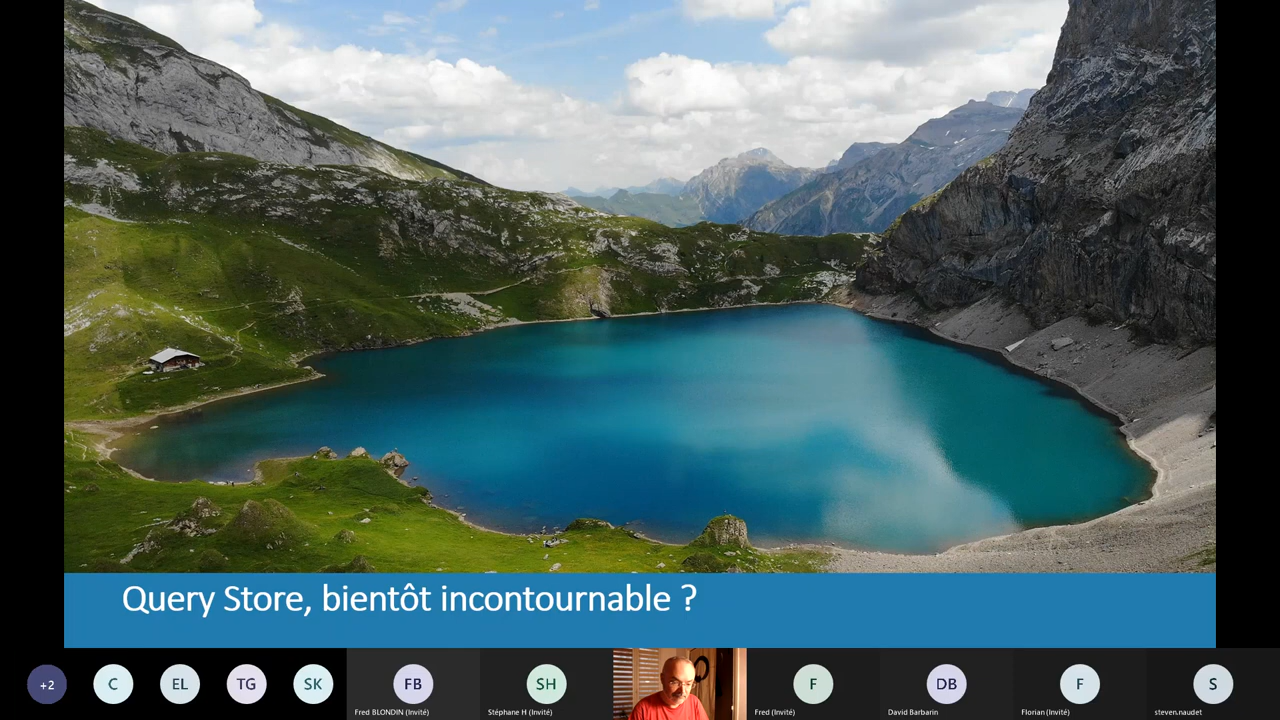 Query Store, bientôt incontournable ?
+2
C
EL
TG
SK
FB
SH
F
DB
F
S
Fred BLONDIN (Invité)
Stéphane H (Invité)
Fred (Invité)
David Barbarin
Florian (Invité)
steven.naudet